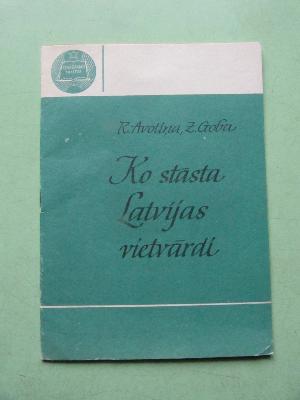 R. Avotiņa, Z. Goba
Ko stāsta
Latvijas
vietvārdi